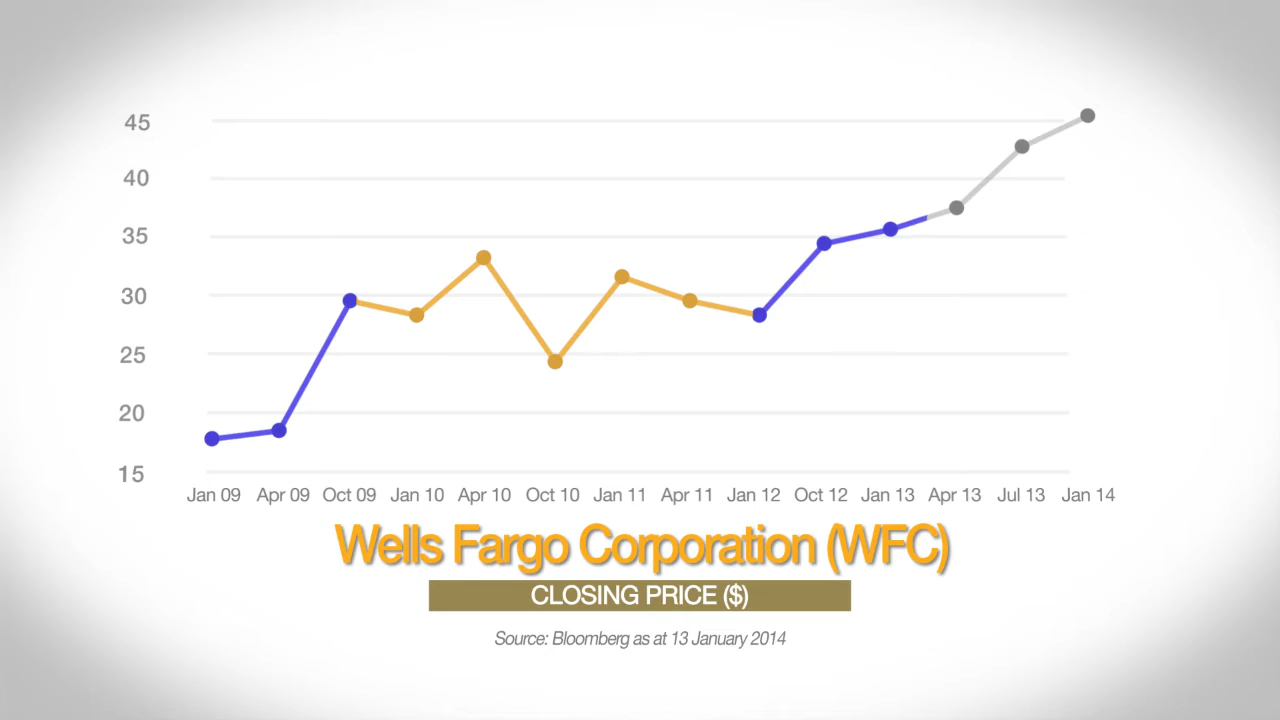 45
40
35
30
25
20
15
Jan 09 Apr 09 Oct 09 Jan 10 Apr 10 Oct 10 Jan 11 Apr 11 Jan 12 Oct 12 Jan 13 Apr 13 Jul 13 Jan 14
Wells Fargo Corporation (WFC)
CLOSING PRICE ($)
Source: Bloomberg as at 13 January 2014